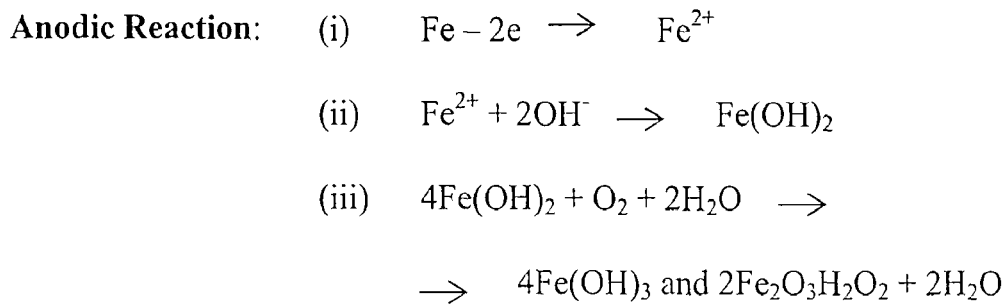 Anodic Reaction: (i) Fe – 2e → Fe²⁺
(ii) Fe²⁺ + 2OH⁻ → Fe(OH)₂
(iii) 4Fe(OH)₂ + O₂ + 2H₂O →
→ 4Fe(OH)₃ and 2Fe₂O₃H₂O₂ + 2H₂O